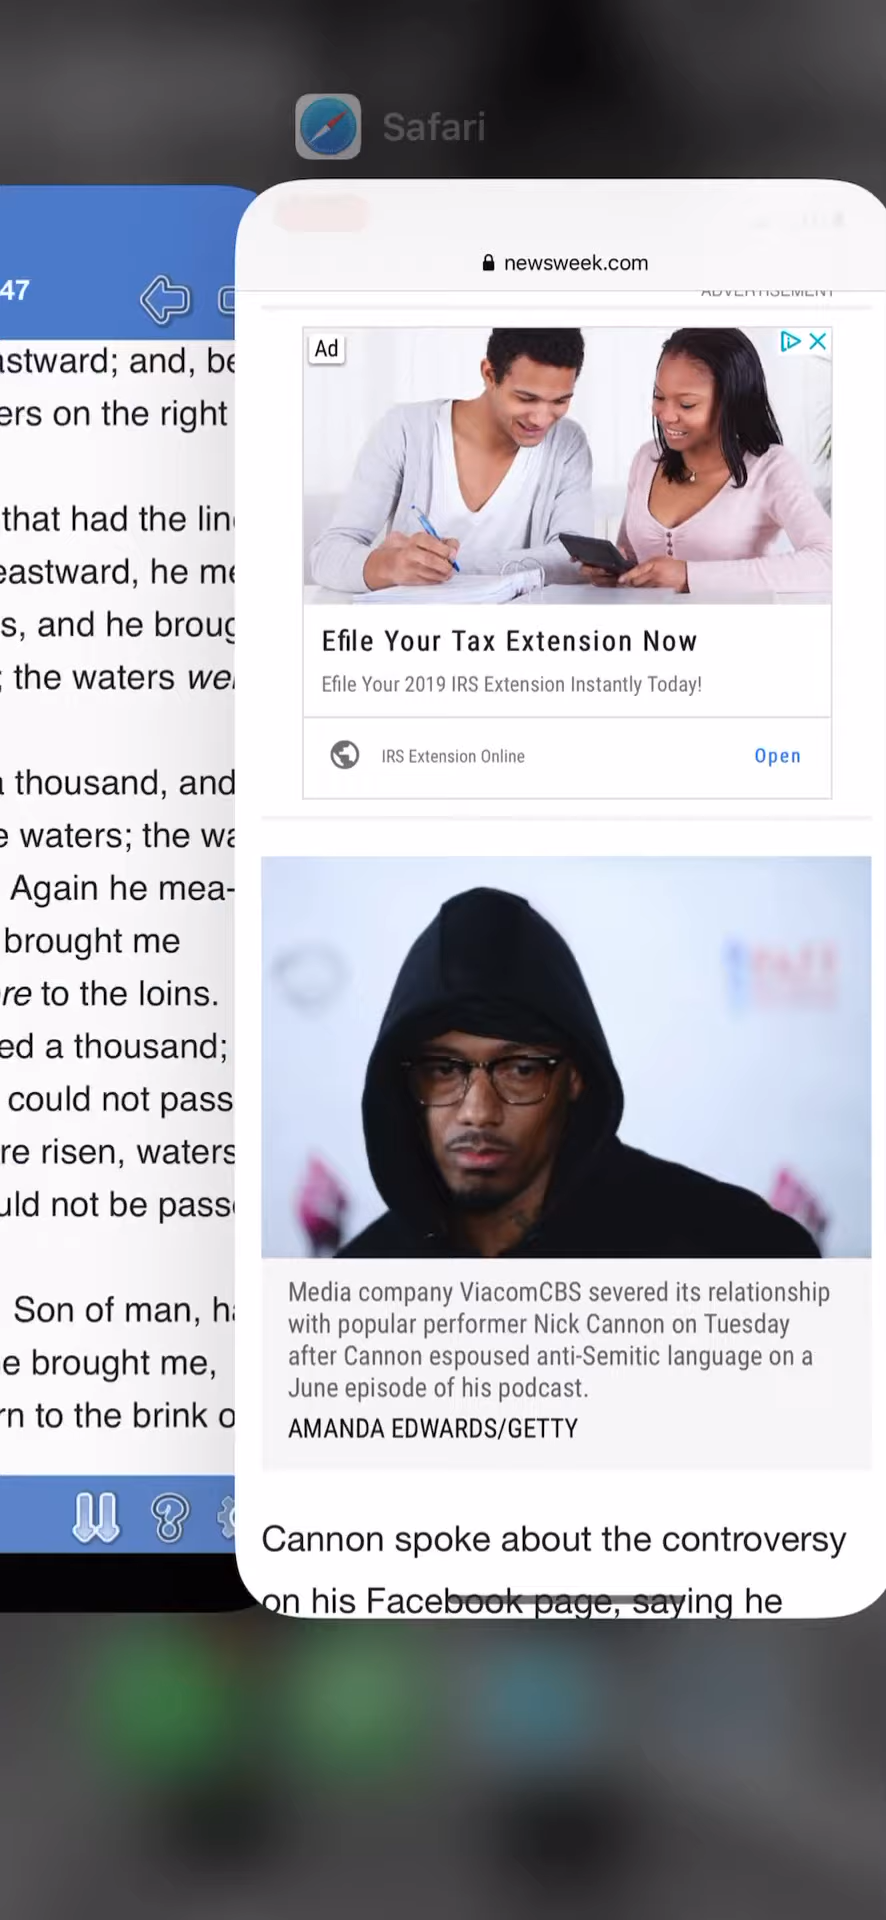 Safari
47
astward; and, be
ers on the right
that had the lin
eastward, he me
s, and he broug
; the waters we
a thousand, and
e waters; the wa
Again he mea-
brought me
re to the loins.
ed a thousand;
could not pass
re risen, waters
uld not be pass
Son of man, ha
e brought me,
rn to the brink o
newsweek.com
ADVERTISEMENT
Ad
Efile Your Tax Extension Now
Efile Your 2019 IRS Extension Instantly Today!
IRS Extension Online
Open
Media company ViacomCBS severed its relationship
with popular performer Nick Cannon on Tuesday
after Cannon espoused anti-Semitic language on a
June episode of his podcast.
AMANDA EDWARDS/GETTY
Cannon spoke about the controversy
on his Facebook page, saying he